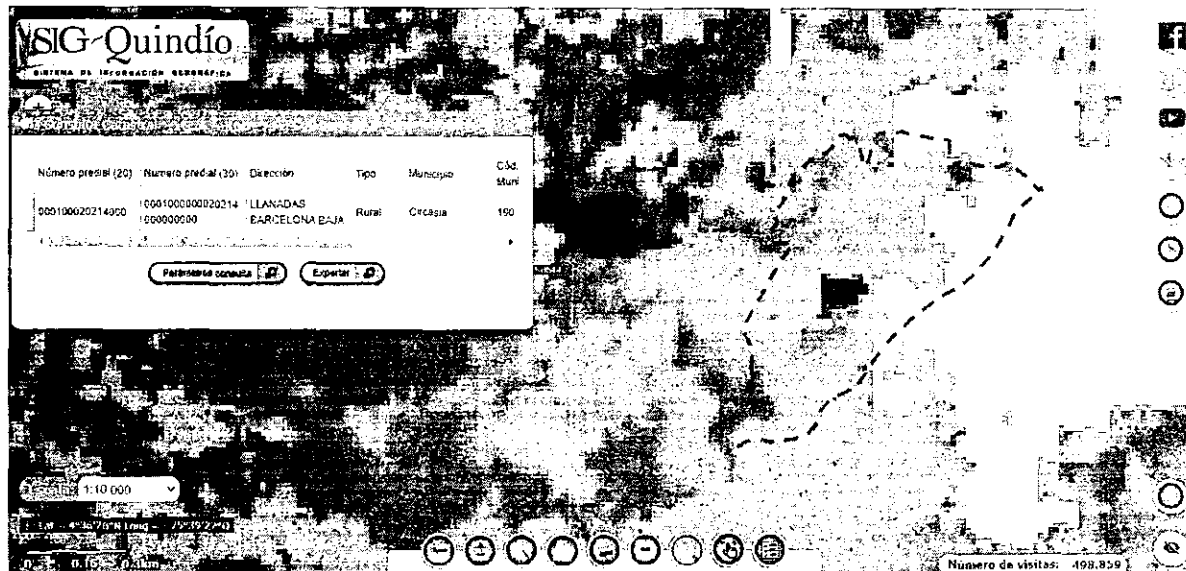 SIG-Quindío
SISTEMA DE INFORMACIÓN GEOGRÁFICA
Número predial (20) Numero predial (30) Dirección Tipo Municipio Cód. Muni
000100020214000 0001000000020214 000000000 LLANADAS BARCELONA BAJA Rural Circasia 190
Parámetros consulta Exportar
1:10.000
Número de visitas: 498.859